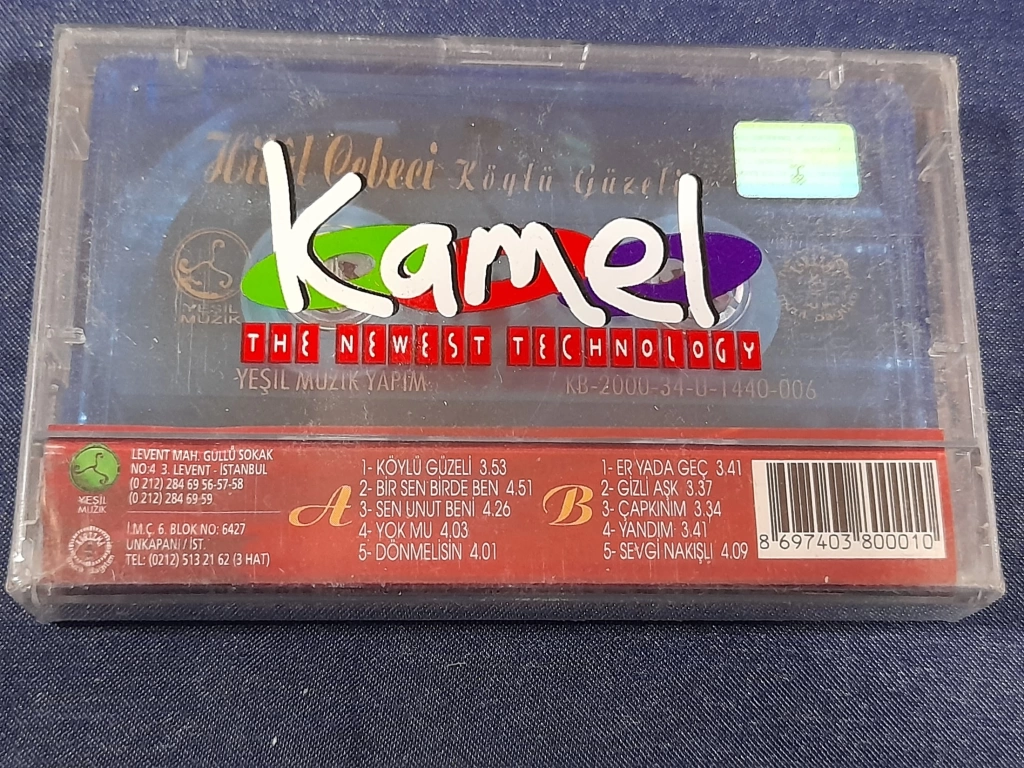 Hilal Cebeci Köylü Güzeli
Kamel
THE NEWEST TECHNOLOGY
YEŞİL
MÜZİK
YEŞİL MÜZİK YAPIM
KB-2000-34-U-1440-006
YEŞİL
MÜZİK
LEVENT MAH. GÜLLÜ SOKAK
NO:4 3. LEVENT - İSTANBUL
(0 212) 284 69 56-57-58
(0 212) 284 69-59
İ.M.Ç. 6. BLOK NO: 6427
UNKAPANI / İST.
TEL: (0212) 513 21 62 (3 HAT)
A
1- KÖYLÜ GÜZELİ 3.53
2- BİR SEN BİRDE BEN 4.51
3- SEN UNUT BENİ 4.26
4- YOK MU 4.03
5- DÖNMELİSİN 4.01
B
1- ER YADA GEÇ 3.41
2- GİZLİ AŞK 3.37
3- ÇAPKINIM 3.34
4- YANDIM 3.41
5- SEVGİ NAKIŞLI 4.09
8 697403 800010